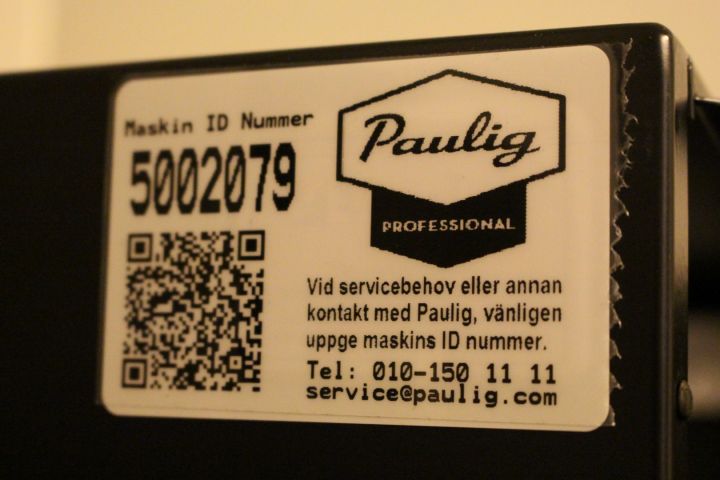 Maskin ID Nummer
5002079
Paulig
PROFESSIONAL
Vid servicebehov eller annan
kontakt med Paulig, vänligen
uppge maskins ID nummer.
Tel: 010-150 11 11
service@paulig.com